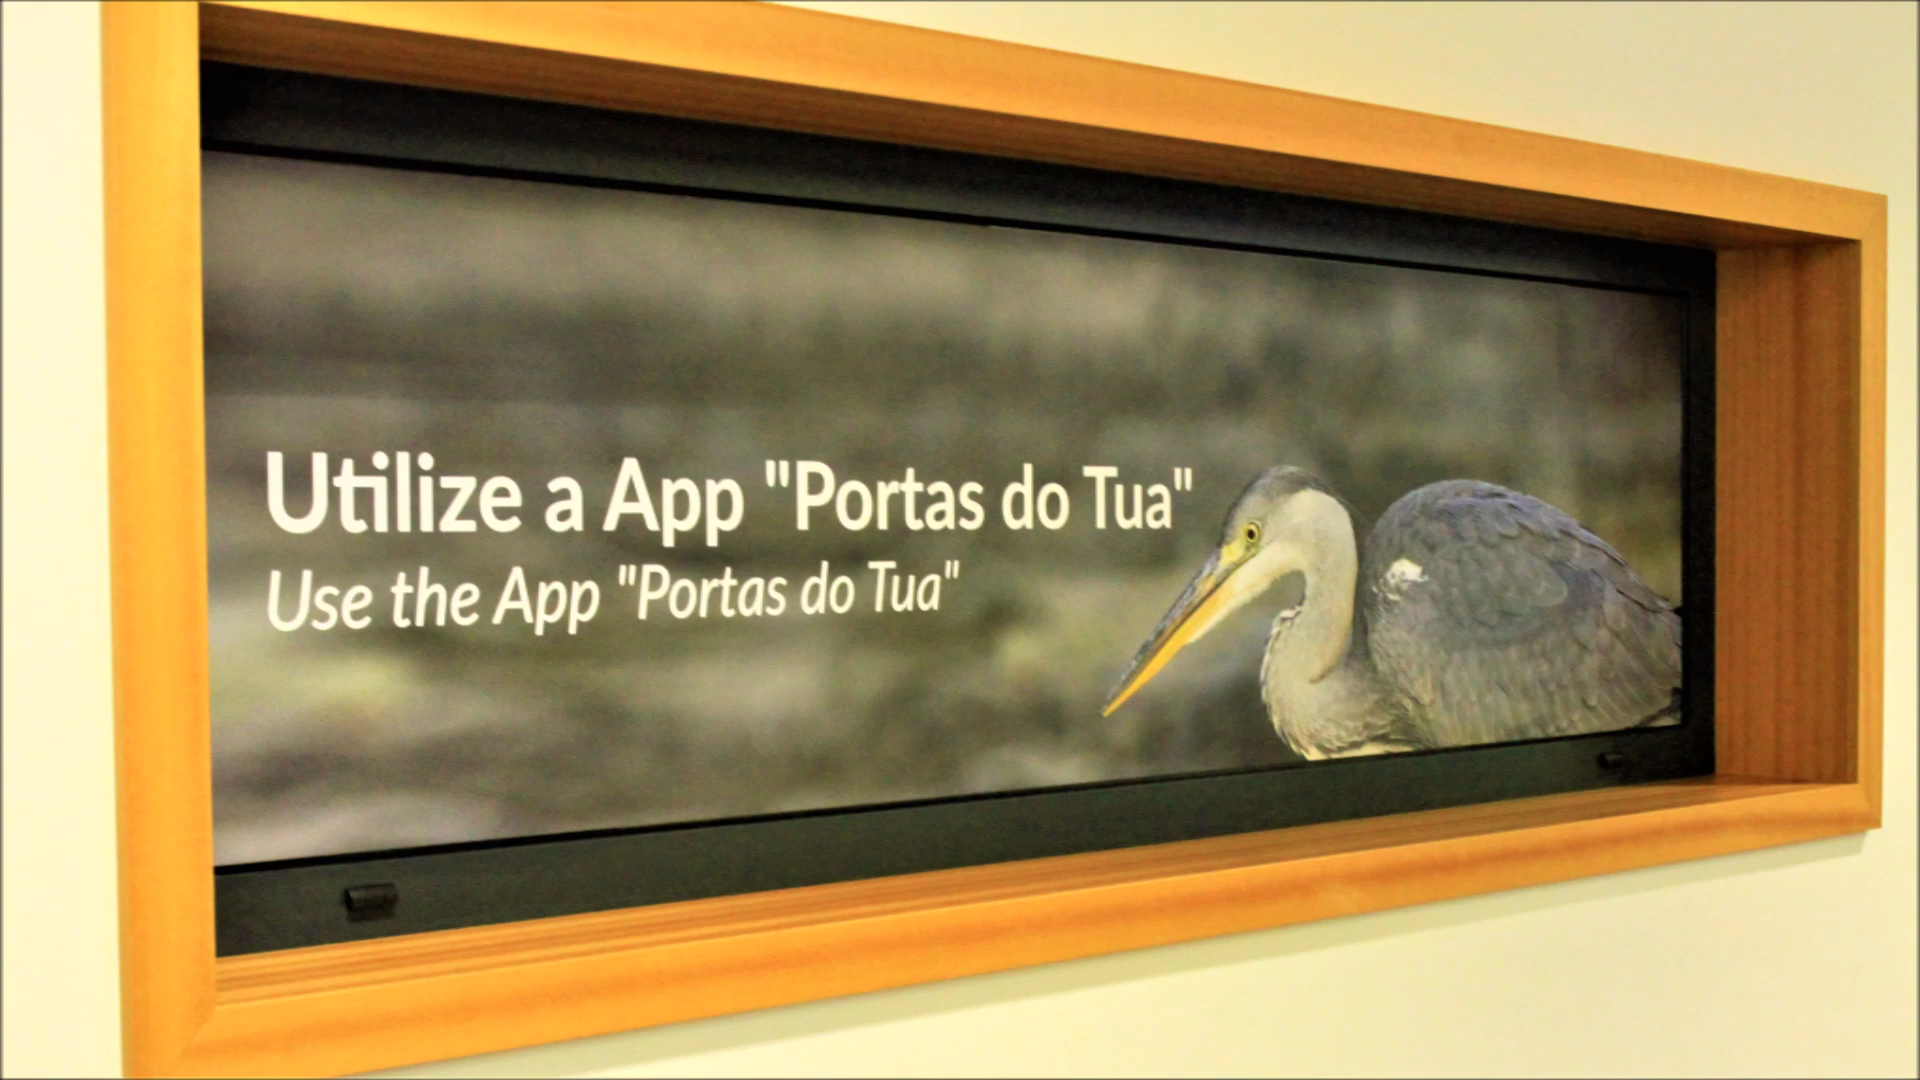 Utilize a App "Portas do Tua"
Use the App "Portas do Tua"